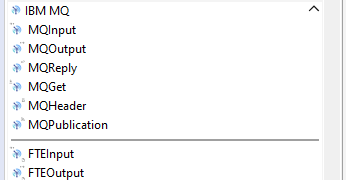 IBM MQ
MQInput
MQOutput
MQReply
MQGet
MQHeader
MQPublication
FTEInput
FTEOutput